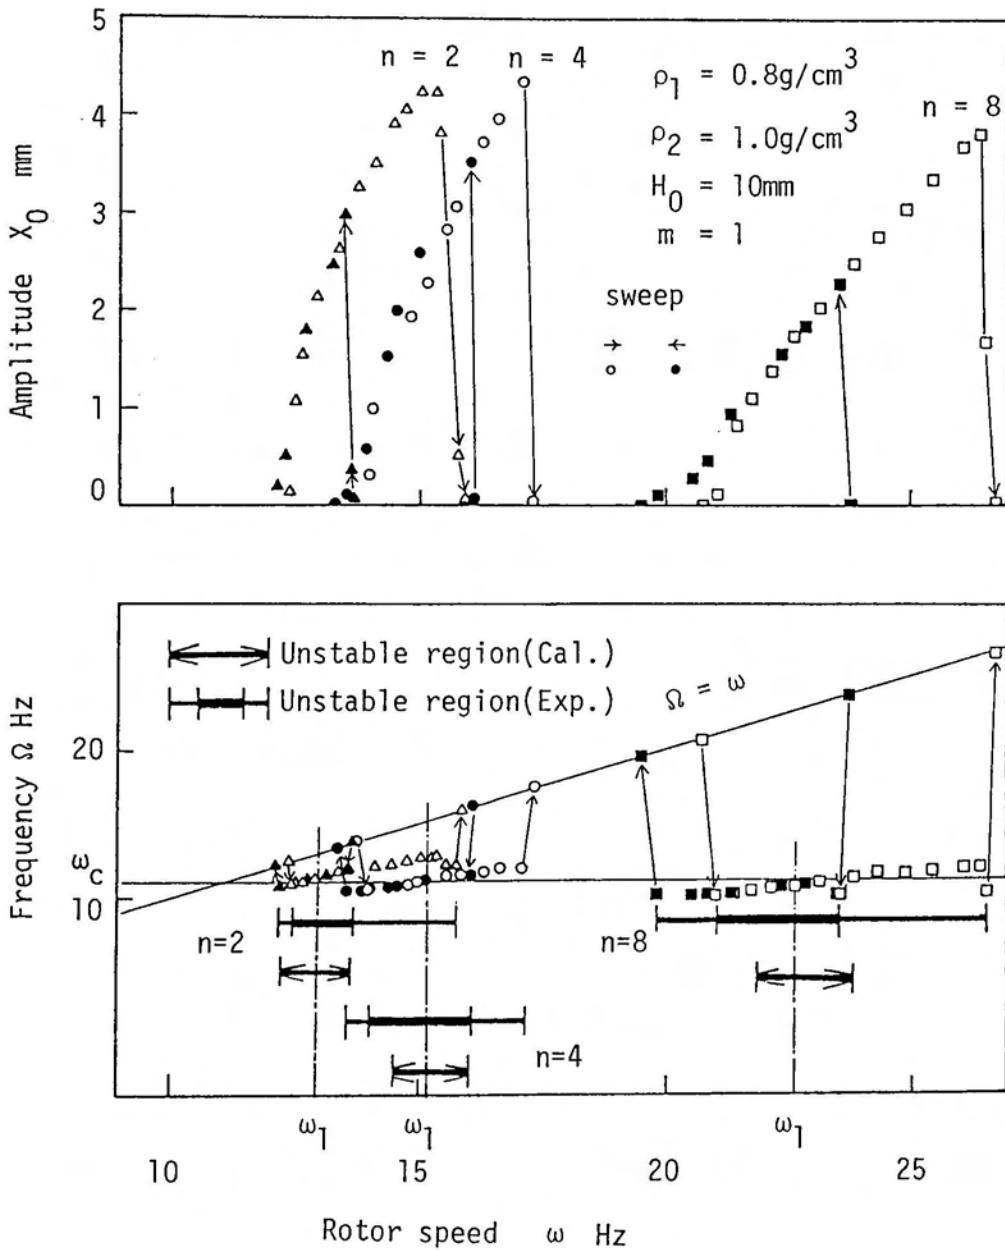 5
4
3
2
1
0
Amplitude X₀ mm
n = 2
n = 4
n = 8
ρ₁ = 0.8g/cm³
ρ₂ = 1.0g/cm³
H₀ = 10mm
m = 1
sweep
→ ←
○ ●
Unstable region(Cal.)
Unstable region(Exp.)
Ω = ω
20
ωc
10
Frequency Ω Hz
n=2
n=8
n=4
ω₁ ω₁ ω₁
10 15 20 25
Rotor speed ω Hz